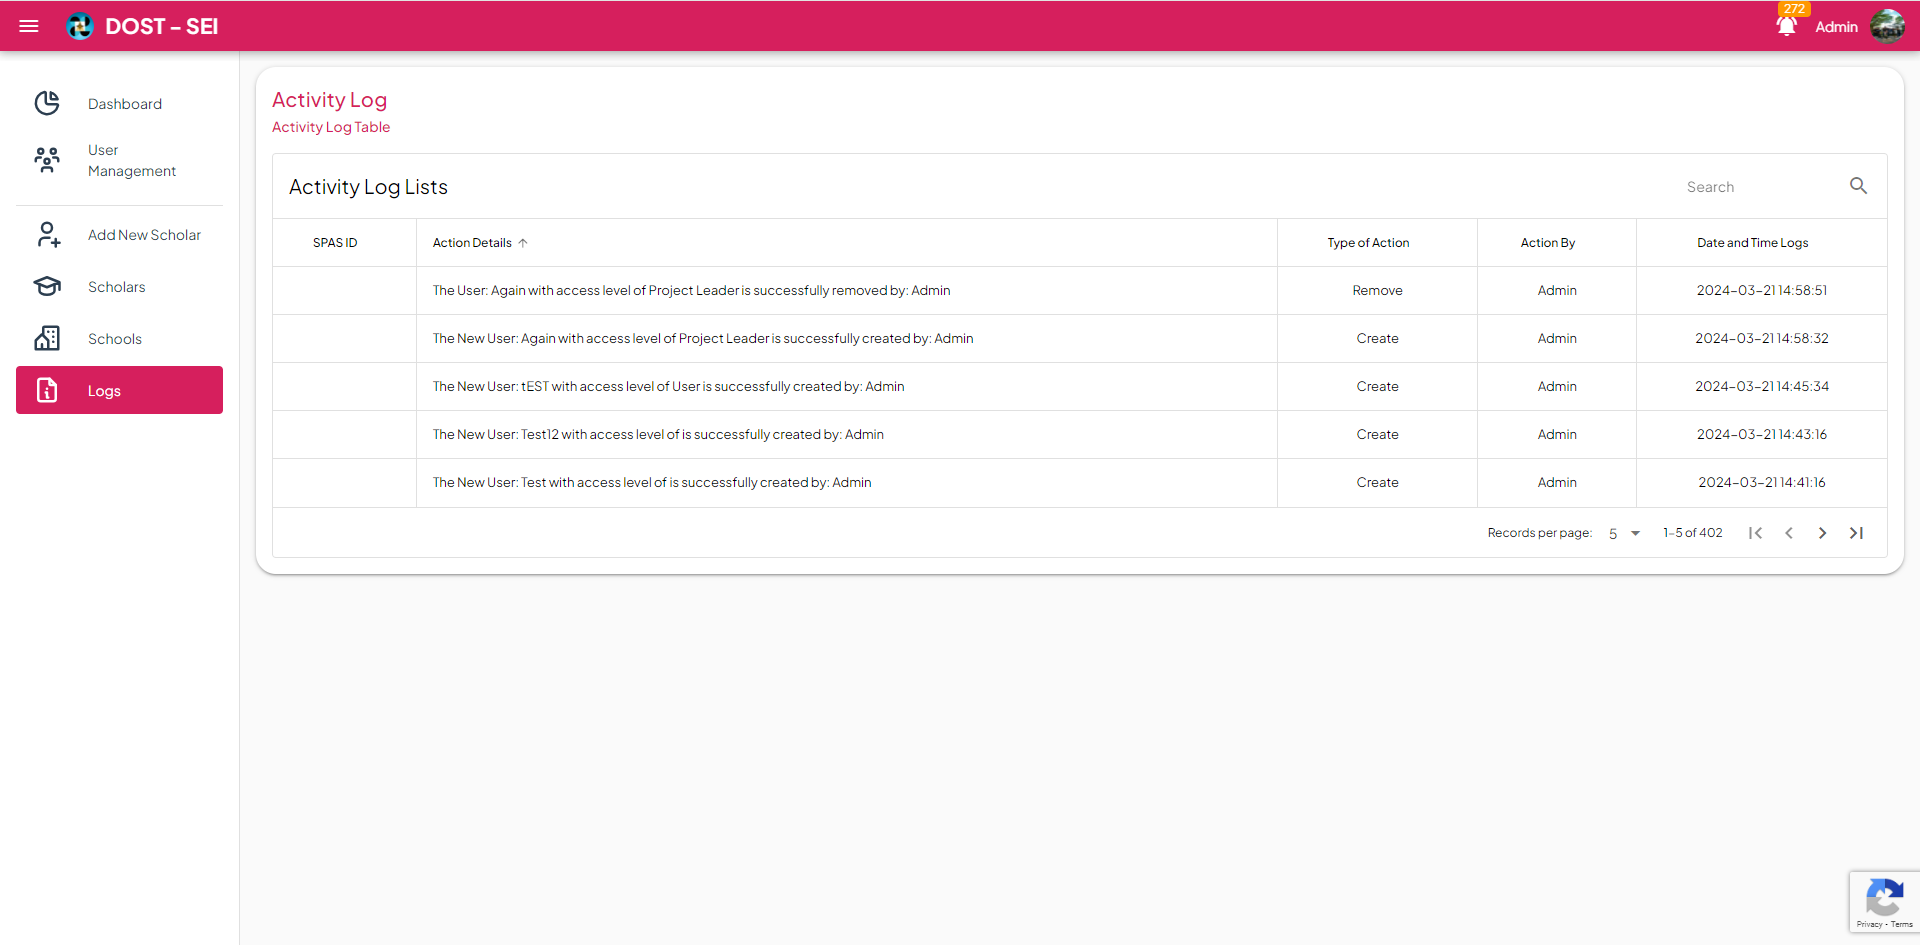 DOST - SEI
272
Admin
Dashboard
User
Management
Add New Scholar
Scholars
Schools
Logs
Activity Log
Activity Log Table
Activity Log Lists
Search
SPAS ID Action Details Type of Action Action By Date and Time Logs
The User: Again with access level of Project Leader is successfully removed by: Admin Remove Admin 2024-03-21 14:58:51
The New User: Again with access level of Project Leader is successfully created by: Admin Create Admin 2024-03-21 14:58:32
The New User: tEST with access level of User is successfully created by: Admin Create Admin 2024-03-21 14:45:34
The New User: Test12 with access level of is successfully created by: Admin Create Admin 2024-03-21 14:43:16
The New User: Test with access level of is successfully created by: Admin Create Admin 2024-03-21 14:41:16
Records per page: 5 1-5 of 402
Privacy - Terms